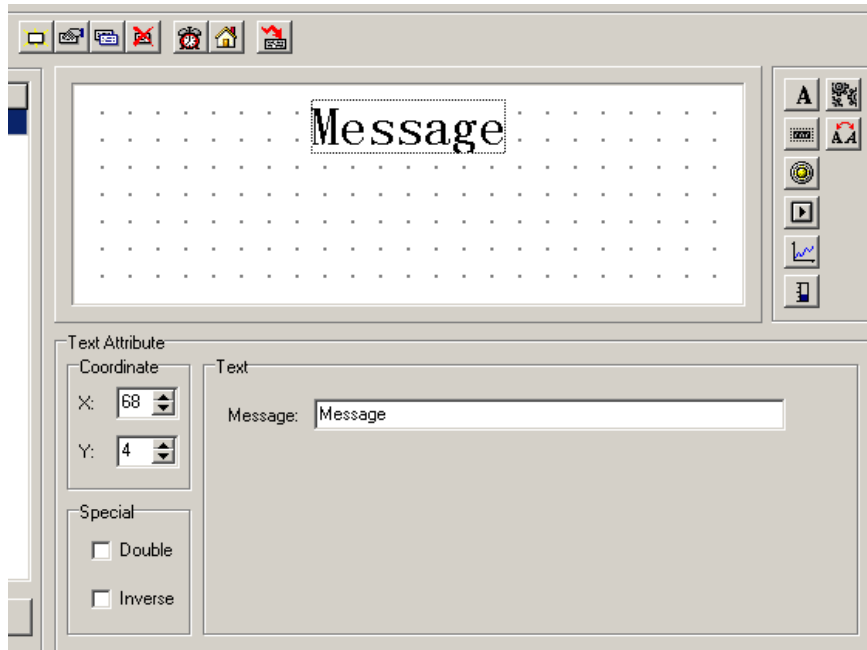 Message
A
A A
Text Attribute
Coordinate
X: 68
Y: 4
Text
Message: Message
Special
Double
Inverse